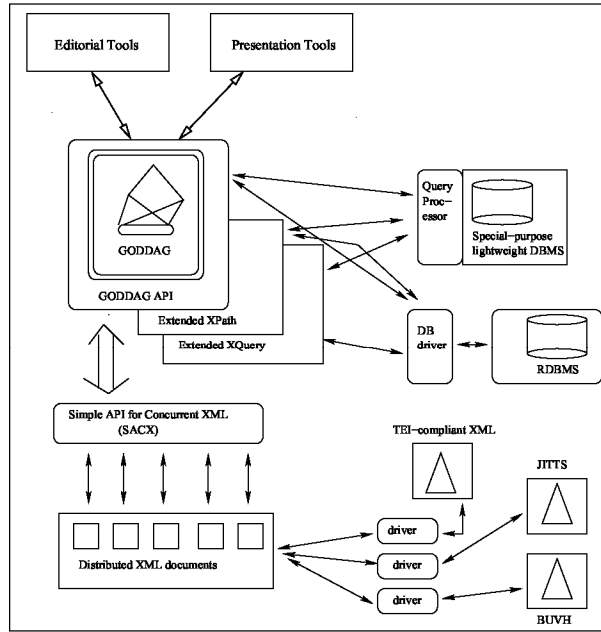 Editorial Tools
Presentation Tools
GODDAG
GODDAG API
Extended XPath
Extended XQuery
Query
Proc-
essor
Special-purpose
lightweight DBMS
DB
driver
RDBMS
Simple API for Concurrent XML
(SACX)
Distributed XML documents
TEI-compliant XML
JITTS
driver
driver
driver
BUVH